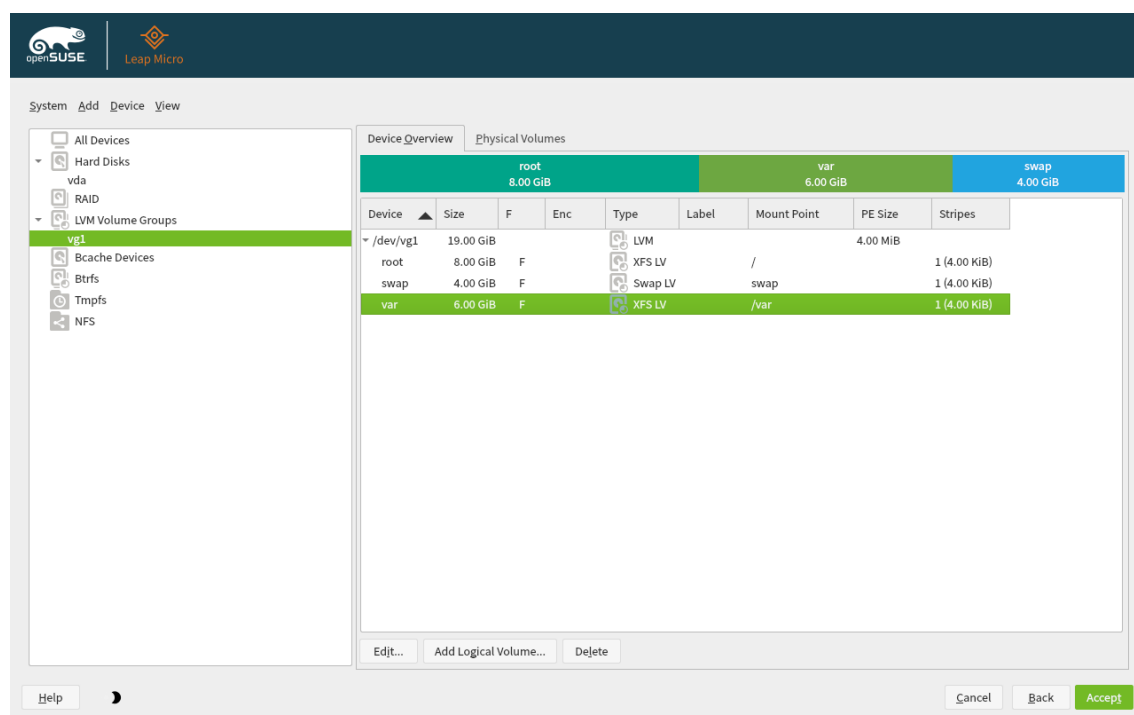 openSUSE
Leap Micro
System Add Device View
All Devices
Hard Disks
vda
RAID
LVM Volume Groups
vg1
Bcache Devices
Btrfs
Tmpfs
NFS
Device Overview Physical Volumes
root var swap
8.00 GiB 6.00 GiB 4.00 GiB
Device Size F Enc Type Label Mount Point PE Size Stripes
/dev/vg1 19.00 GiB LVM 4.00 MiB
root 8.00 GiB F XFS LV / 1 (4.00 KiB)
swap 4.00 GiB F Swap LV swap 1 (4.00 KiB)
var 6.00 GiB F XFS LV /var 1 (4.00 KiB)
Edit... Add Logical Volume... Delete
Help Cancel Back Accept